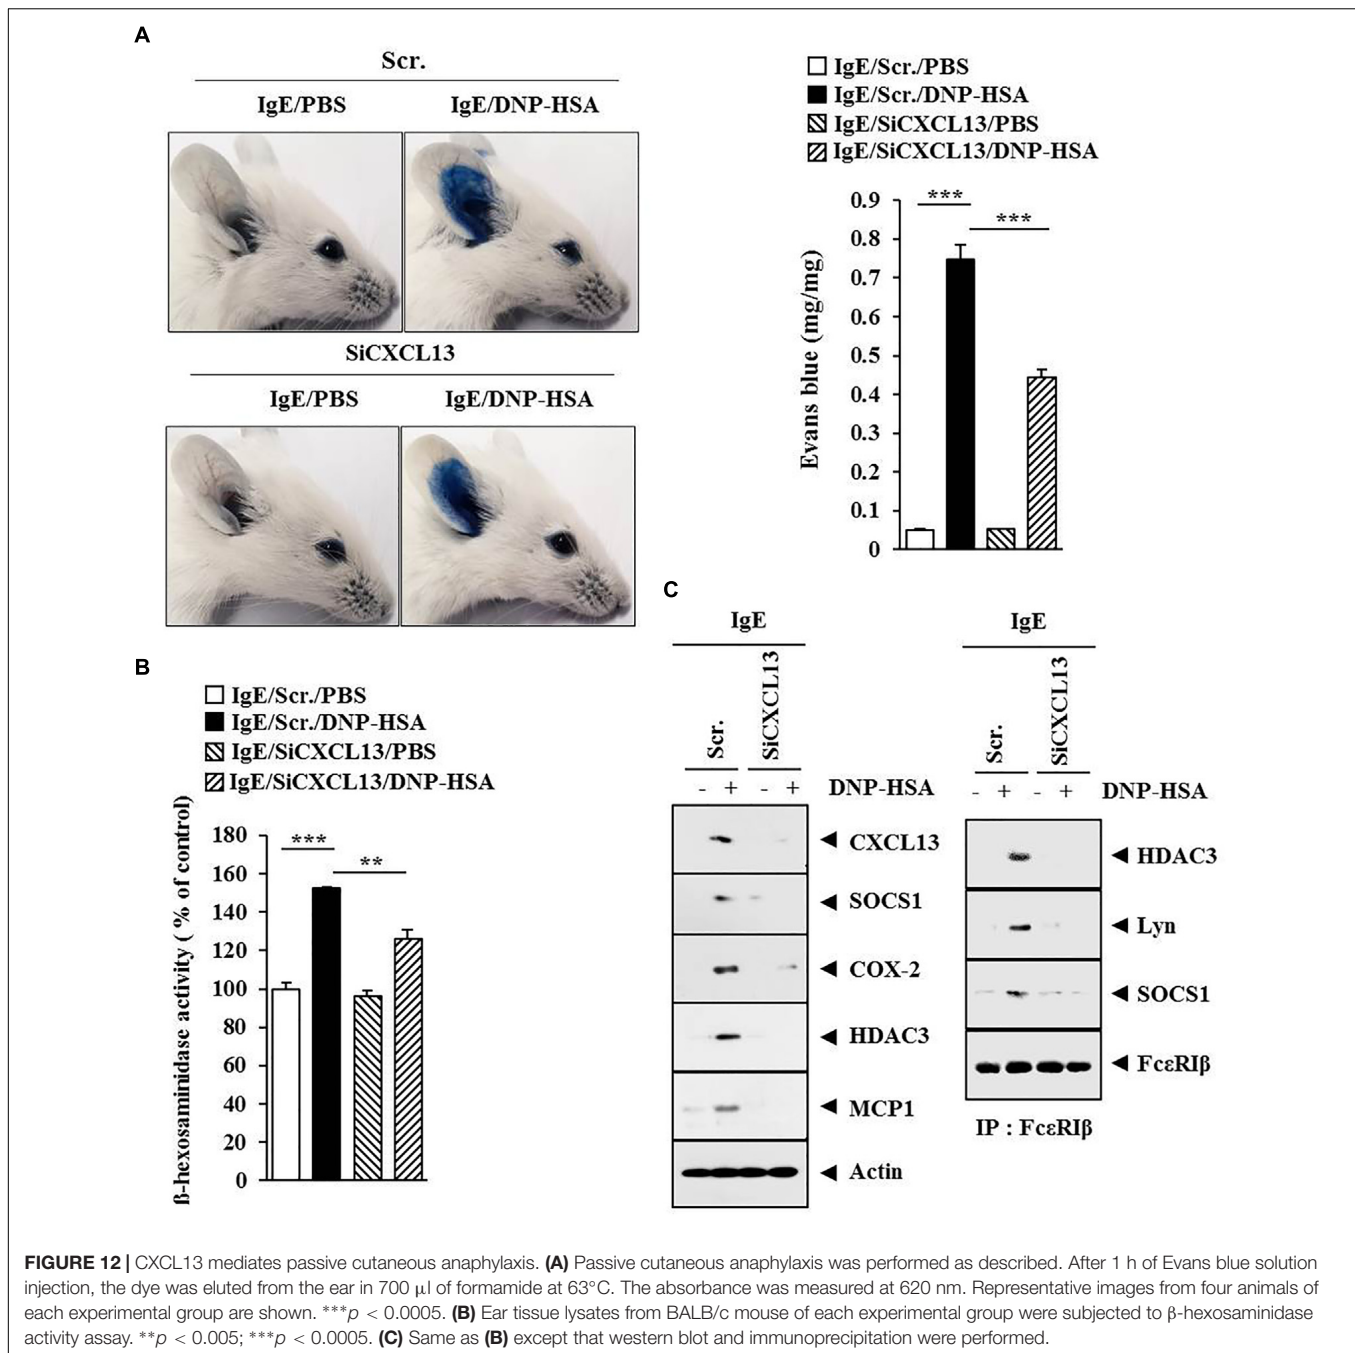 A
Scr.
IgE/PBS IgE/DNP-HSA
SiCXCL13
IgE/PBS IgE/DNP-HSA
IgE/Scr./PBS
IgE/Scr./DNP-HSA
IgE/SiCXCL13/PBS
IgE/SiCXCL13/DNP-HSA
Evans blue (mg/mg)
0.9
0.8
0.7
0.6
0.5
0.4
0.3
0.2
0.1
0
*** ***
B
IgE/Scr./PBS
IgE/Scr./DNP-HSA
IgE/SiCXCL13/PBS
IgE/SiCXCL13/DNP-HSA
ß-hexosaminidase activity ( % of control)
180
160
140
120
100
80
60
40
20
0
*** **
C
IgE
Scr. SiCXCL13
- + - + DNP-HSA
CXCL13
SOCS1
COX-2
HDAC3
MCP1
Actin
IgE
Scr. SiCXCL13
- + - + DNP-HSA
HDAC3
Lyn
SOCS1
FcεRIβ
IP : FcεRIβ
FIGURE 12 | CXCL13 mediates passive cutaneous anaphylaxis. (A) Passive cutaneous anaphylaxis was performed as described. After 1 h of Evans blue solution
injection, the dye was eluted from the ear in 700 μl of formamide at 63°C. The absorbance was measured at 620 nm. Representative images from four animals of
each experimental group are shown. ***p < 0.0005. (B) Ear tissue lysates from BALB/c mouse of each experimental group were subjected to β-hexosaminidase
activity assay. **p < 0.005; ***p < 0.0005. (C) Same as (B) except that western blot and immunoprecipitation were performed.